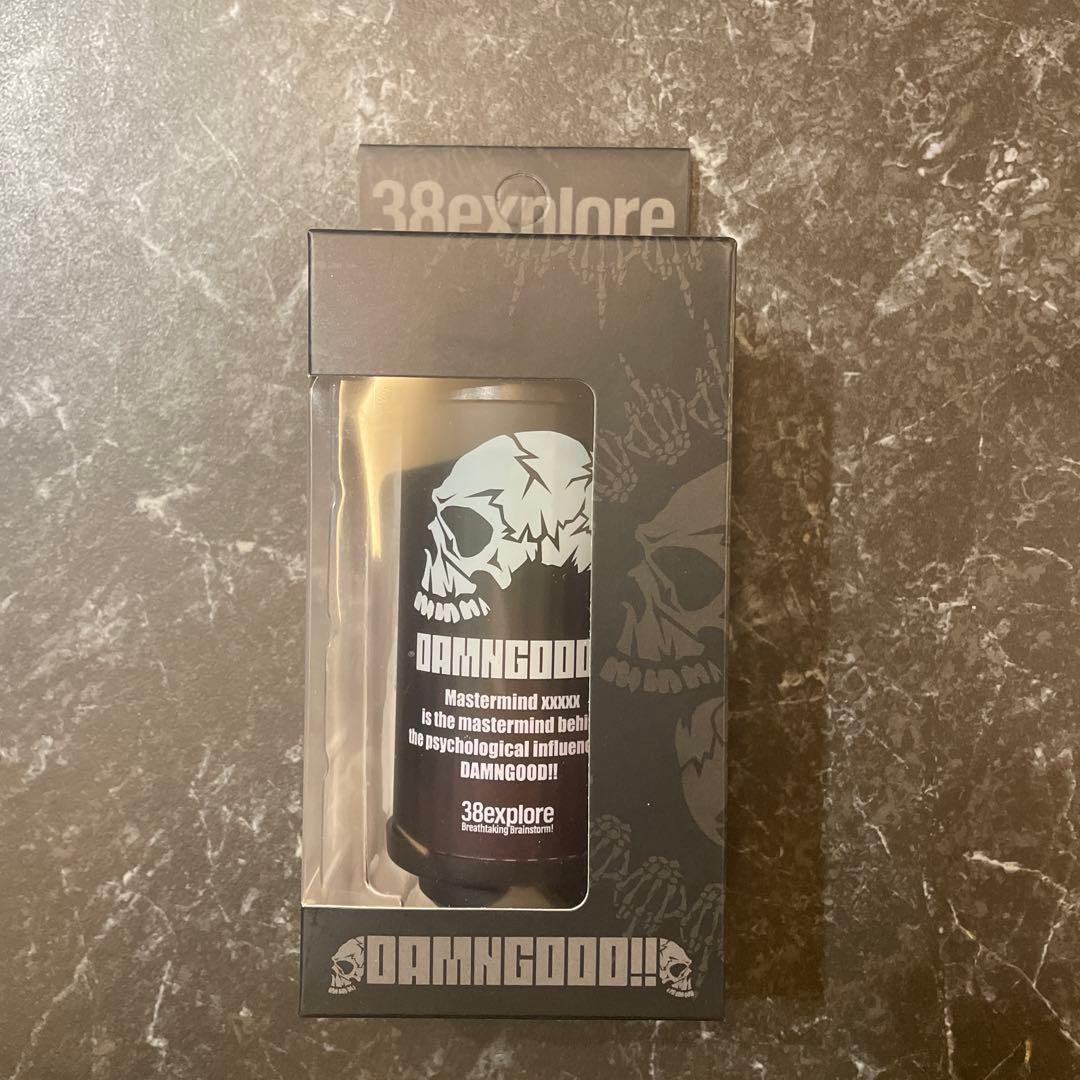 38explore
DAMNGOOD
Mastermind xxxxx
is the mastermind behi
the psychological influen
DAMNGOOD!!
38explore
Breathtaking Brainstorm!
DAMNGOOD!!